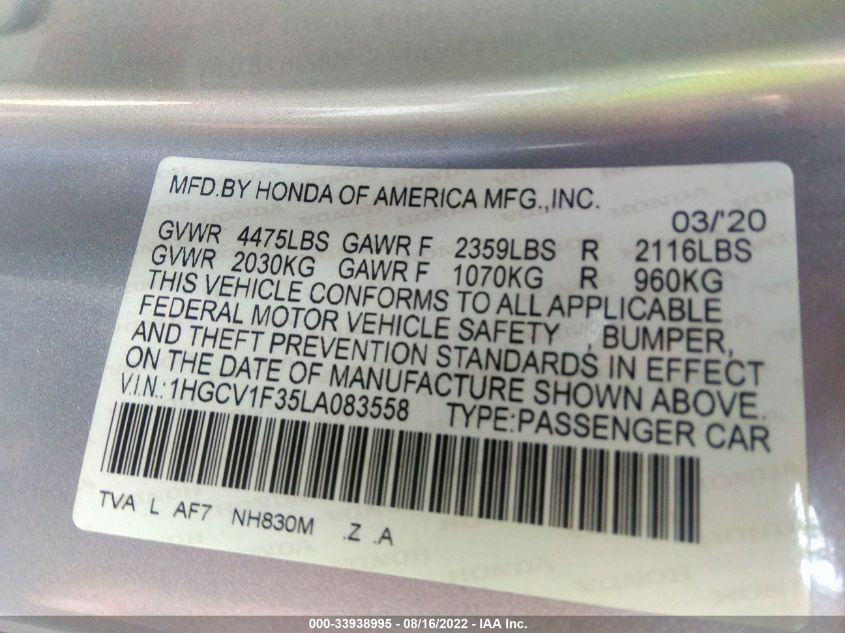 MFD.BY HONDA OF AMERICA MFG.,INC.
03/'20
GVWR 4475LBS GAWR F 2359LBS R 2116LBS
GVWR 2030KG GAWR F 1070KG R 960KG
THIS VEHICLE CONFORMS TO ALL APPLICABLE
FEDERAL MOTOR VEHICLE SAFETY , BUMPER,
AND THEFT PREVENTION STANDARDS IN EFFECT
ON THE DATE OF MANUFACTURE SHOWN ABOVE.
V.I.N.:1HGCV1F35LA083558 TYPE:PASSENGER CAR
TVA L AF7 NH830M .Z .A
000-33938995 - 08/16/2022 - IAA Inc.